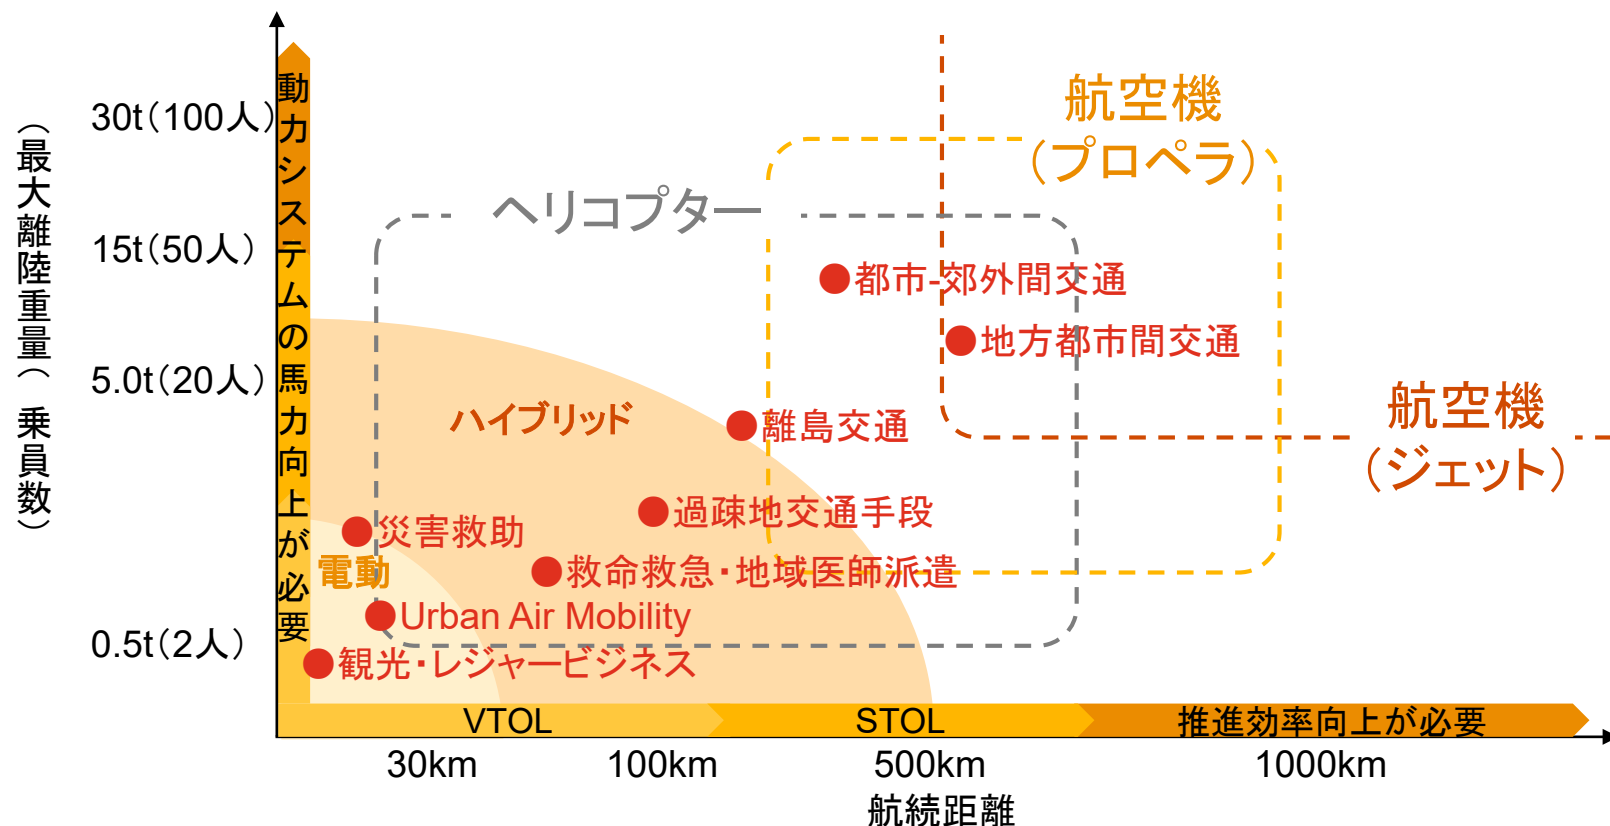 航空機
(プロペラ)
30t(100人)
ヘリコプター
15t(50人)
都市-郊外間交通
地方都市間交通
5.0t(20人)
航空機
(ジェット)
ハイブリッド
離島交通
過疎地交通手段
災害救助
電動
救命救急・地域医師派遣
Urban Air Mobility
0.5t(2人)
観光・レジャービジネス
動力システムの馬力向上が必要
(最大離陸重量)(乗員数)
VTOL
STOL
推進効率向上が必要
30km
100km
500km
1000km
航続距離